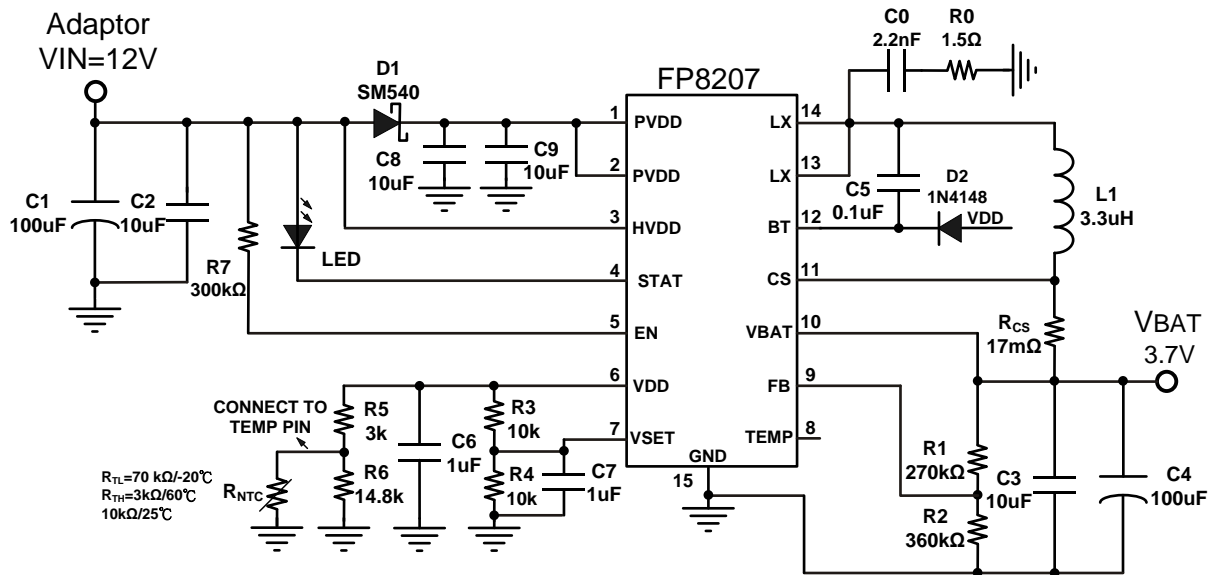 Adaptor
VIN=12V
D1
SM540
FP8207
C0
2.2nF
R0
1.5Ω
1
PVDD
LX
14
C8
10uF
C9
10uF
2
PVDD
LX
13
C1
100uF
C2
10uF
C5
0.1uF
D2
1N4148
VDD
L1
3.3uH
3
HVDD
BT
12
LED
R7
300kΩ
4
STAT
CS
11
5
EN
VBAT
10
RCS
17mΩ
VBAT
3.7V
6
VDD
FB
9
CONNECT TO
TEMP PIN
R5
3k
R3
10k
7
VSET
TEMP
8
C6
1uF
GND
15
R1
270kΩ
C3
10uF
C4
100uF
RTL=70 kΩ/-20℃
RTH=3kΩ/60℃
10kΩ/25℃
RNTC
R6
14.8k
R4
10k
C7
1uF
R2
360kΩ